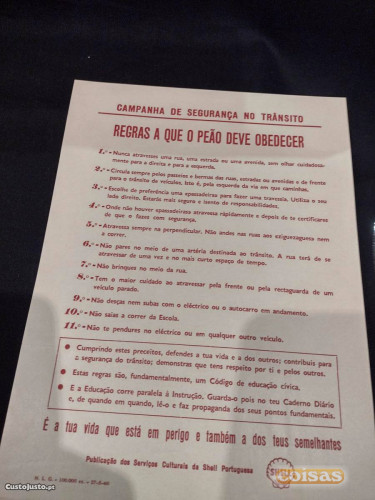 CAMPANHA DE SEGURANÇA NO TRÂNSITO
REGRAS A QUE O PEÃO DEVE OBEDECER
1.º - Nunca atravesses uma rua, uma estrada ou uma avenida, sem olhar cuidadosamente
para a direita e para a esquerda.
2.º - Circula sempre pelos passeios e bermas das ruas, estradas ou avenidas e de frente
para o trânsito de veículos, isto é, pela esquerda da via em que caminhas.
3.º - Escolhe de preferência uma passadeira para fazer uma travessia. Utiliza o seu
lado direito. Estarás mais seguro e isento de responsabilidades.
4.º - Onde não houver passadeiras atravessa rápidamente e depois de te certificares
de que o fazes com segurança.
5.º - Atravessa sempre na perpendicular. Não andes nas ruas aos ziguezagues nem
a correr.
6.º - Não pares no meio de uma artéria destinada ao trânsito. A rua terá de se
atravessar de uma vez e no mais curto espaço de tempo.
7.º - Não brinques no meio da rua.
8.º - Tem o maior cuidado ao atravessar pela frente ou pela rectaguarda de um
veículo parado.
9.º - Não desças nem subas com o eléctrico ou o autocarro em andamento.
10.º - Não saias a correr da Escola.
11.º - Não te pendures no eléctrico ou em qualquer outro veículo.
• Cumprindo estes preceitos, defendes a tua vida e a dos outros; contribuis para
a segurança do trânsito; demonstras que tens respeito por ti e pelos outros.
• Estas regras são, fundamentalmente, um Código de educação cívica.
• E a Educação corre paralela à Instrução. Guarda-o pois no teu Caderno Diário
e, de quando em quando, lê-o e faz propaganda dos seus pontos fundamentais.
É a tua vida que está em perigo e também a dos teus semelhantes
Publicação dos Serviços Culturais da Shell Portuguesa
SHELL
coisas
CustoJusto.pt